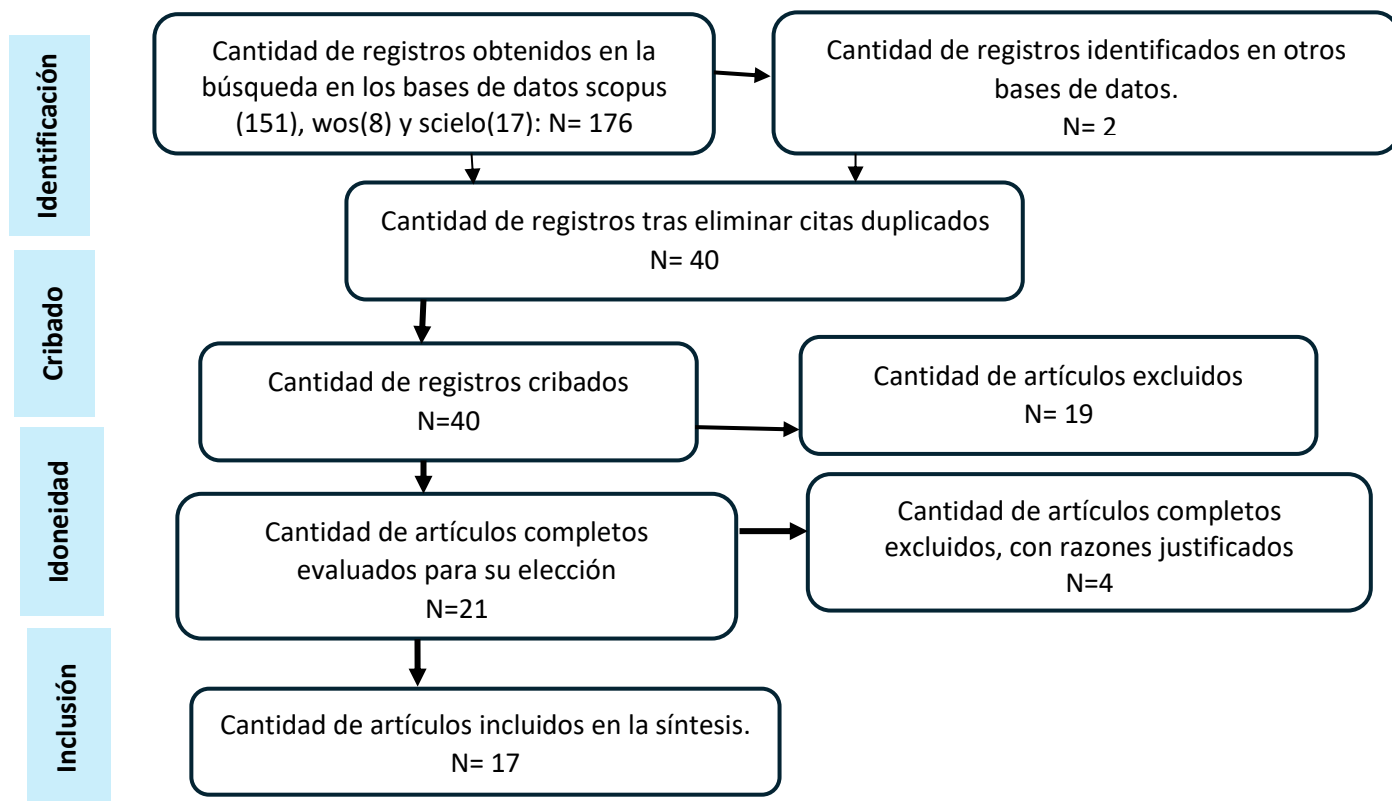 Identificación
Cantidad de registros obtenidos en la
búsqueda en los bases de datos scopus
(151), wos(8) y scielo(17): N= 176
Cantidad de registros identificados en otros
bases de datos.
N= 2
Cantidad de registros tras eliminar citas duplicados
N= 40
Cribado
Cantidad de registros cribados
N=40
Cantidad de artículos excluidos
N= 19
Idoneidad
Cantidad de artículos completos
evaluados para su elección
N=21
Cantidad de artículos completos
excluidos, con razones justificados
N=4
Inclusión
Cantidad de artículos incluidos en la síntesis.
N= 17